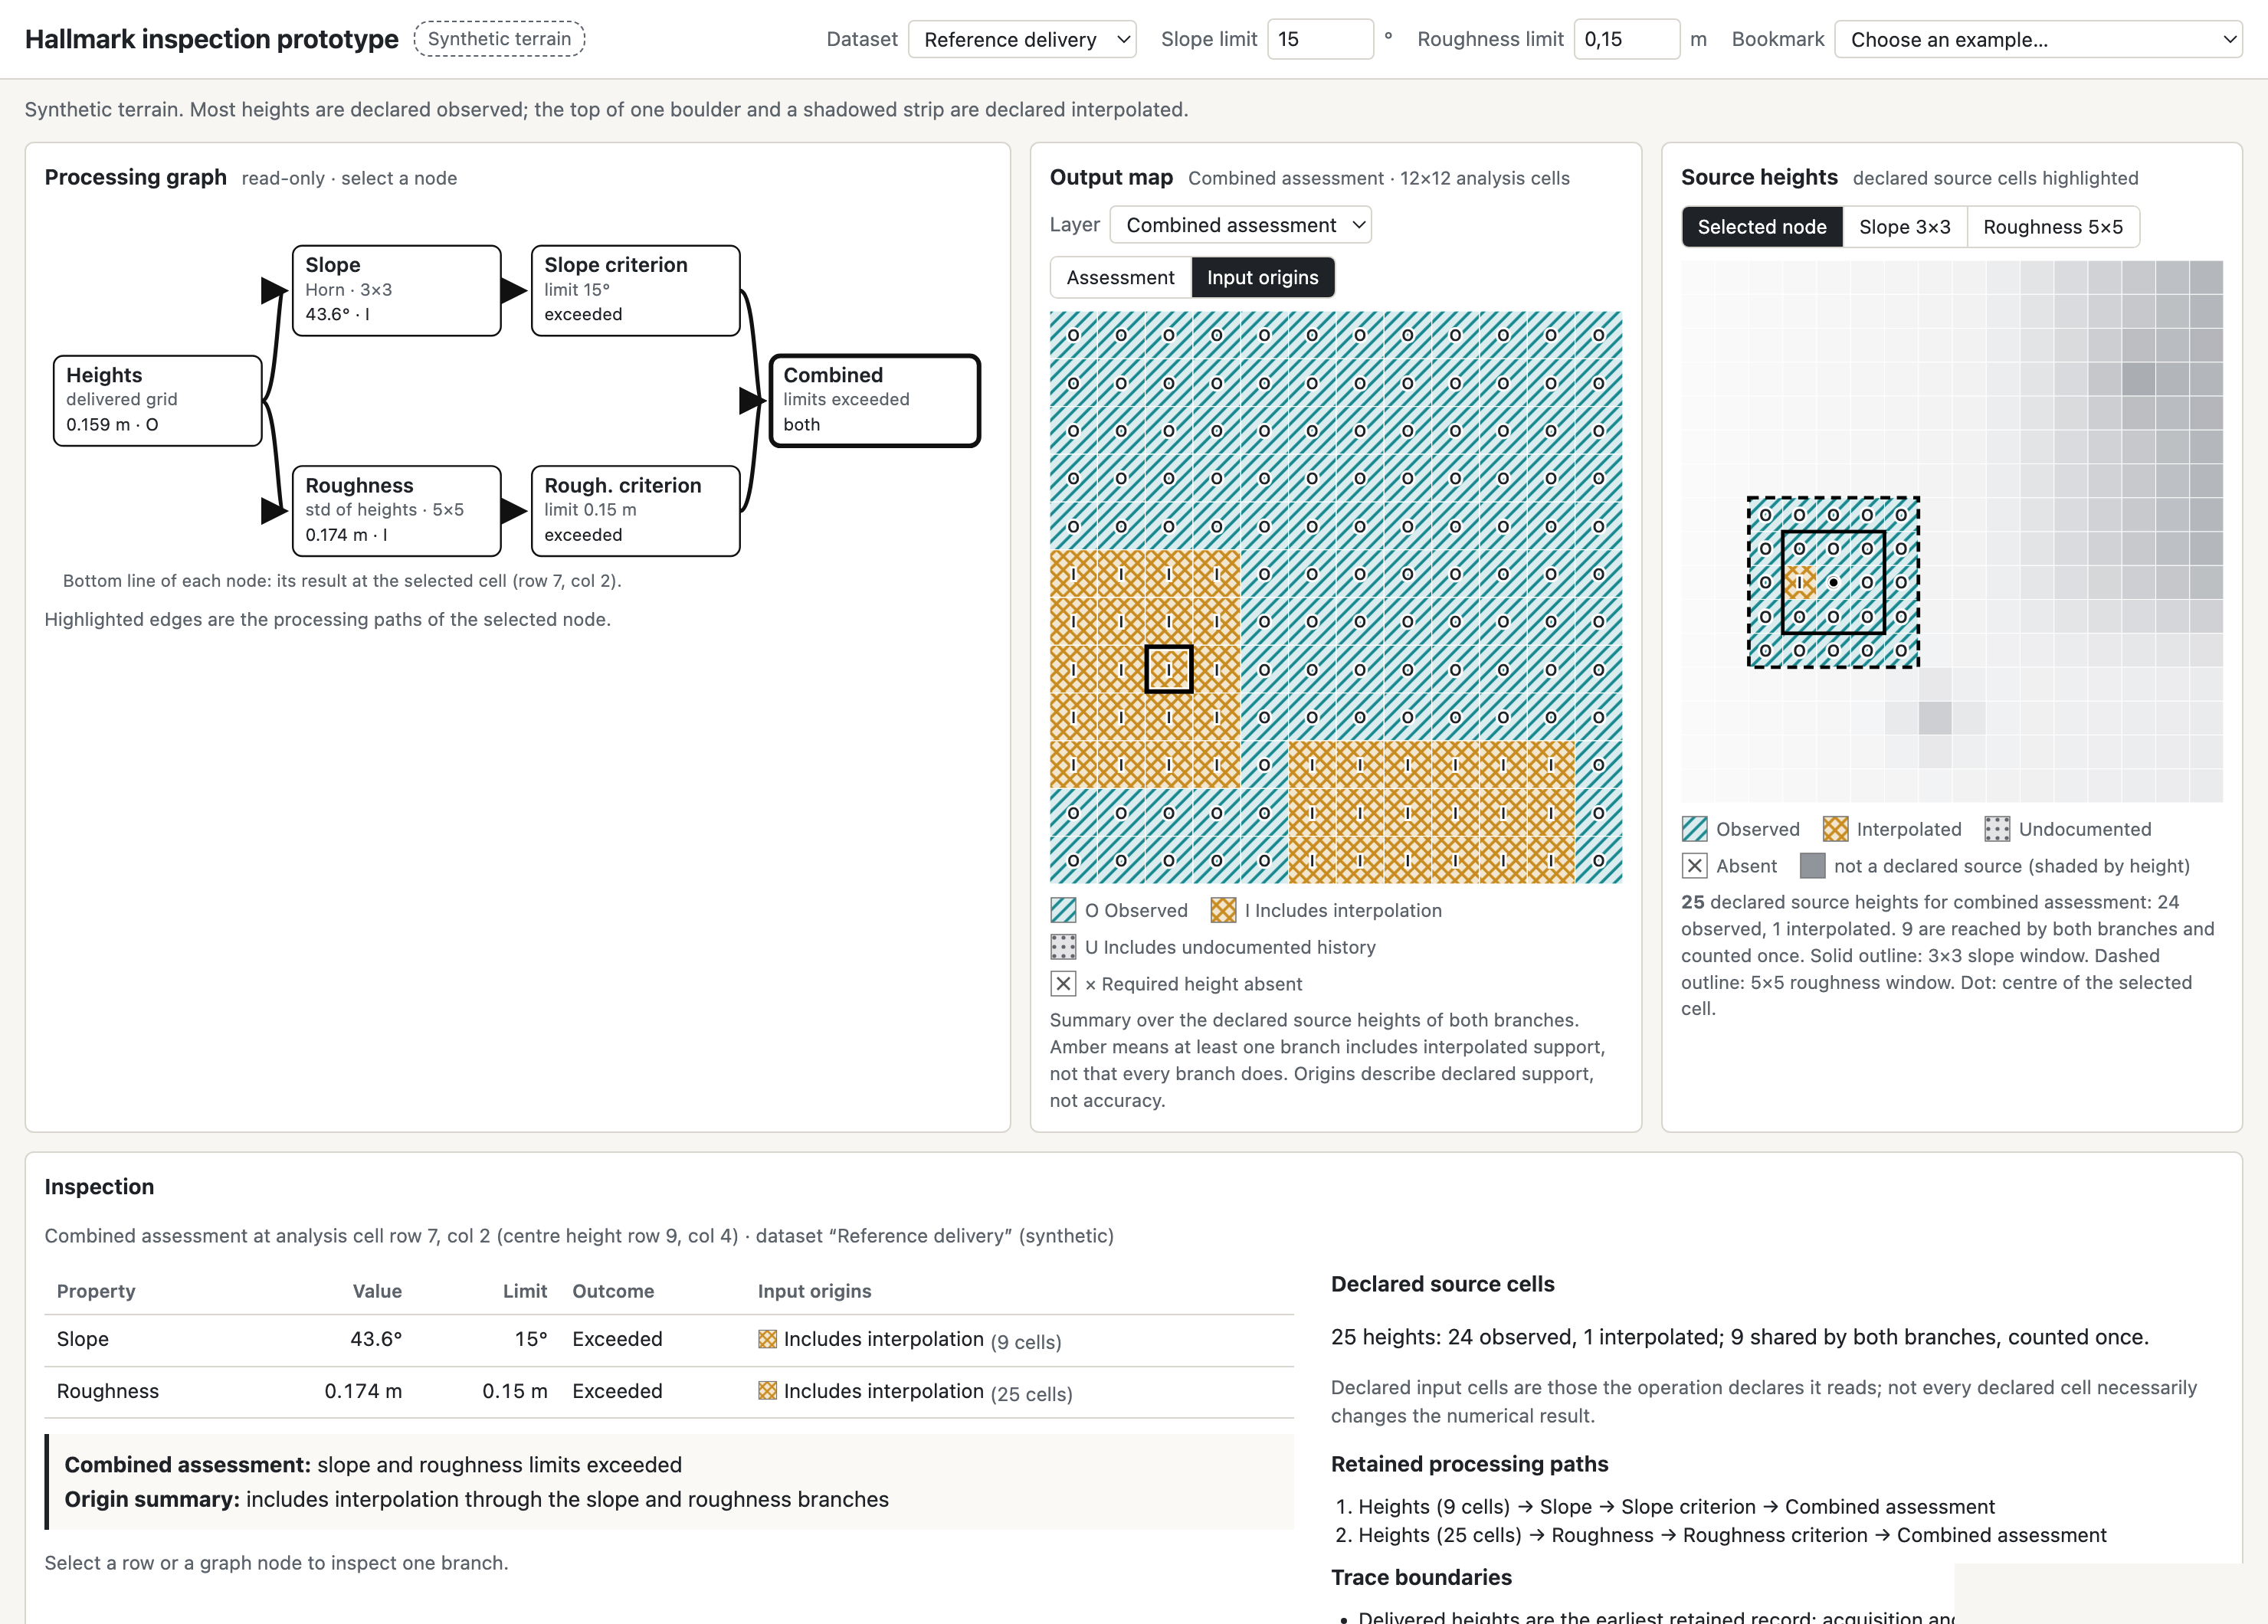 Hallmark inspection prototype Synthetic terrain Dataset Reference delivery Slope limit 15 ° Roughness limit 0,15 m Bookmark Choose an example...
Synthetic terrain. Most heights are declared observed; the top of one boulder and a shadowed strip are declared interpolated.
Processing graph read-only · select a node
Slope
Horn · 3×3
43.6° · I
Slope criterion
limit 15°
exceeded
Heights
delivered grid
0.159 m · O
Combined
limits exceeded
both
Roughness
std of heights · 5×5
0.174 m · I
Rough. criterion
limit 0.15 m
exceeded
Bottom line of each node: its result at the selected cell (row 7, col 2).
Highlighted edges are the processing paths of the selected node.
Output map Combined assessment · 12×12 analysis cells
Layer Combined assessment
Assessment Input origins
O O O O O O O O O O O O
O O O O O O O O O O O O
O O O O O O O O O O O O
O O O O O O O O O O O O
O O O O O O O O O O O O
I I I I O O O O O O O O
I I I I O O O O O O O O
I I I I O O O O O O O O
I I I I O O O O O O O O
I I I I O I I I I I I O
O O O O O I I I I I I O
O O O O O I I I I I I O
O Observed I Includes interpolation
U Includes undocumented history
× Required height absent
Summary over the declared source heights of both branches.
Amber means at least one branch includes interpolated support,
not that every branch does. Origins describe declared support,
not accuracy.
Source heights declared source cells highlighted
Selected node Slope 3×3 Roughness 5×5
O O O O O
O O O O O
O I O O
O O O O O
O O O O O
Observed Interpolated Undocumented
Absent not a declared source (shaded by height)
25 declared source heights for combined assessment: 24
observed, 1 interpolated. 9 are reached by both branches and
counted once. Solid outline: 3×3 slope window. Dashed
outline: 5×5 roughness window. Dot: centre of the selected
cell.
Inspection
Combined assessment at analysis cell row 7, col 2 (centre height row 9, col 4) · dataset “Reference delivery” (synthetic)
Property Value Limit Outcome Input origins
Slope 43.6° 15° Exceeded Includes interpolation (9 cells)
Roughness 0.174 m 0.15 m Exceeded Includes interpolation (25 cells)
Combined assessment: slope and roughness limits exceeded
Origin summary: includes interpolation through the slope and roughness branches
Select a row or a graph node to inspect one branch.
Declared source cells
25 heights: 24 observed, 1 interpolated; 9 shared by both branches, counted once.
Declared input cells are those the operation declares it reads; not every declared cell necessarily
changes the numerical result.
Retained processing paths
1. Heights (9 cells) → Slope → Slope criterion → Combined assessment
2. Heights (25 cells) → Roughness → Roughness criterion → Combined assessment
Trace boundaries
• Delivered heights are the earliest retained record; acquisition and